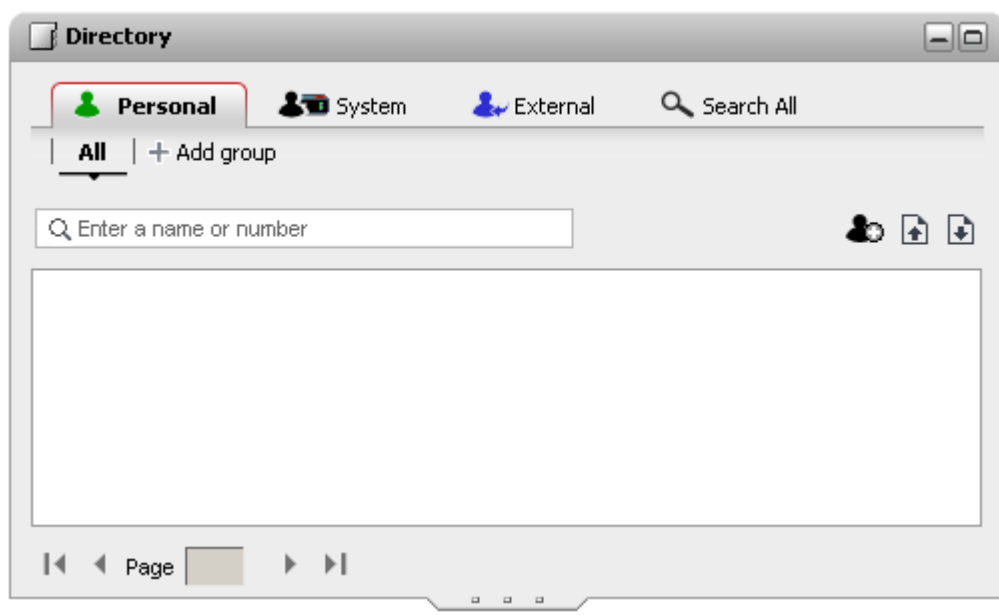 Directory
Personal System External Search All
All + Add group
Enter a name or number
Page